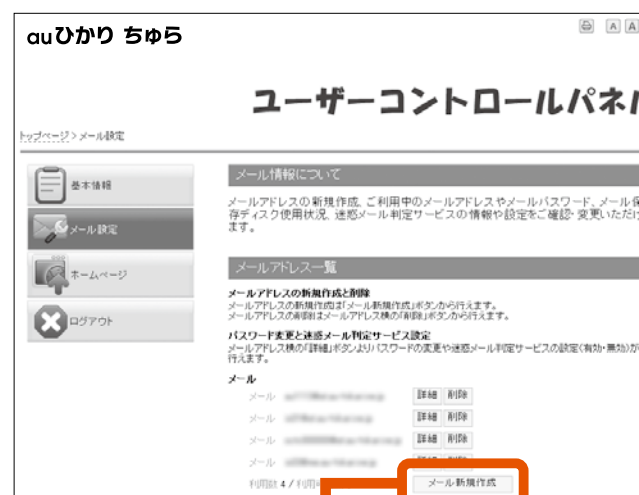 auひかり ちゅら
A A
ユーザーコントロールパネル
トップページ > メール設定
基本情報
メール設定
ホームページ
ログアウト
メール情報について
メールアドレスの新規作成、ご利用中のメールアドレスやメールパスワード、メール保
存ディスク使用状況、迷惑メール判定サービスの情報や設定をご確認・変更いただけ
ます。
メールアドレス一覧
メールアドレスの新規作成と削除
メールアドレスの新規作成は「メール新規作成」ボタンから行えます。
メールアドレスの削除はメールアドレス横の「削除」ボタンから行えます。
パスワード変更と迷惑メール判定サービス設定
メールアドレス横の「詳細」ボタンよりパスワードの変更や迷惑メール判定サービスの設定(有効・無効)が
行えます。
メール
メール 詳細 削除
メール 詳細 削除
メール 詳細 削除
メール
利用数 4 / 利用 メール新規作成